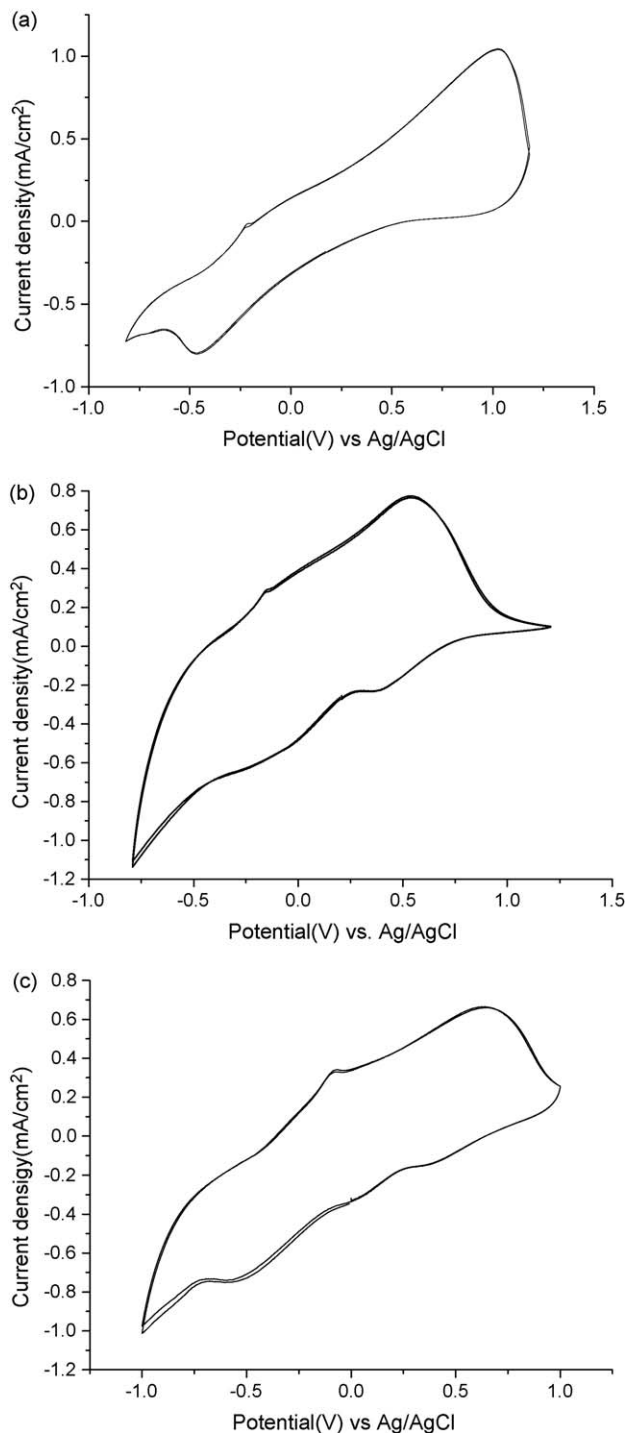 (a)
1.0
0.5
0.0
-0.5
-1.0
Current density(mA/cm²)
-1.0 -0.5 0.0 0.5 1.0 1.5
Potential(V) vs Ag/AgCl
(b)
0.8
0.6
0.4
0.2
0.0
-0.2
-0.4
-0.6
-0.8
-1.0
-1.2
Current density(mA/cm²)
-1.0 -0.5 0.0 0.5 1.0 1.5
Potential(V) vs. Ag/AgCl
(c)
0.8
0.6
0.4
0.2
0.0
-0.2
-0.4
-0.6
-0.8
-1.0
-1.2
Current densigy(mA/cm²)
-1.0 -0.5 0.0 0.5 1.0
Potential(V) vs Ag/AgCl